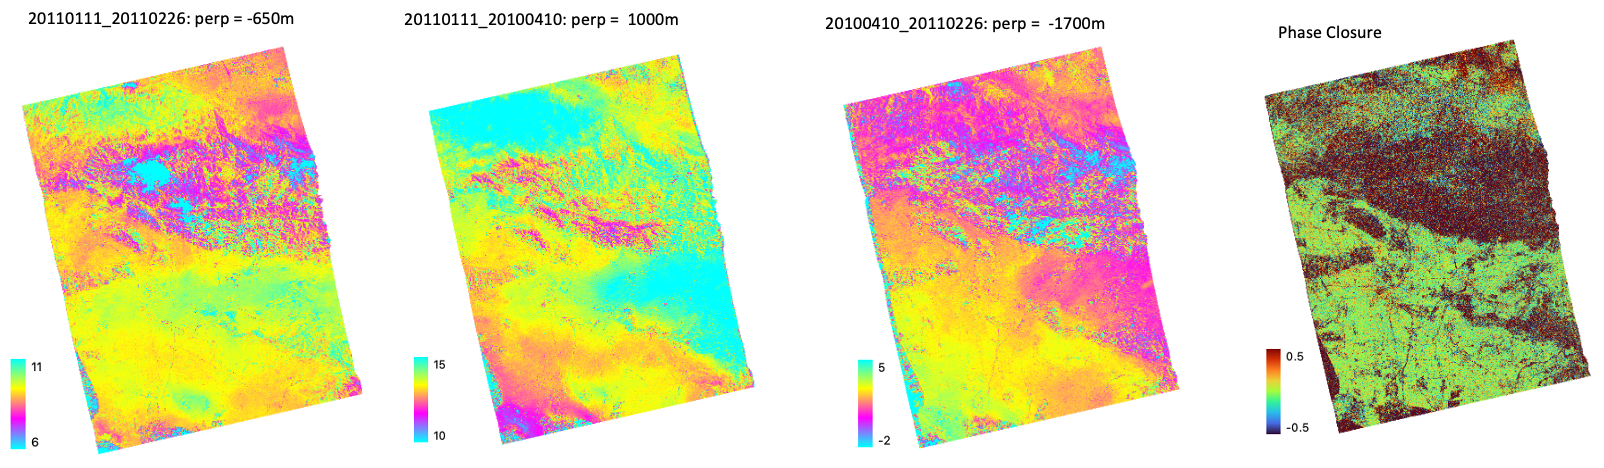 20110111_20110226: perp = -650m
20110111_20100410: perp =  1000m
20100410_20110226: perp =  -1700m
Phase Closure
11
6
15
10
5
-2
0.5
-0.5